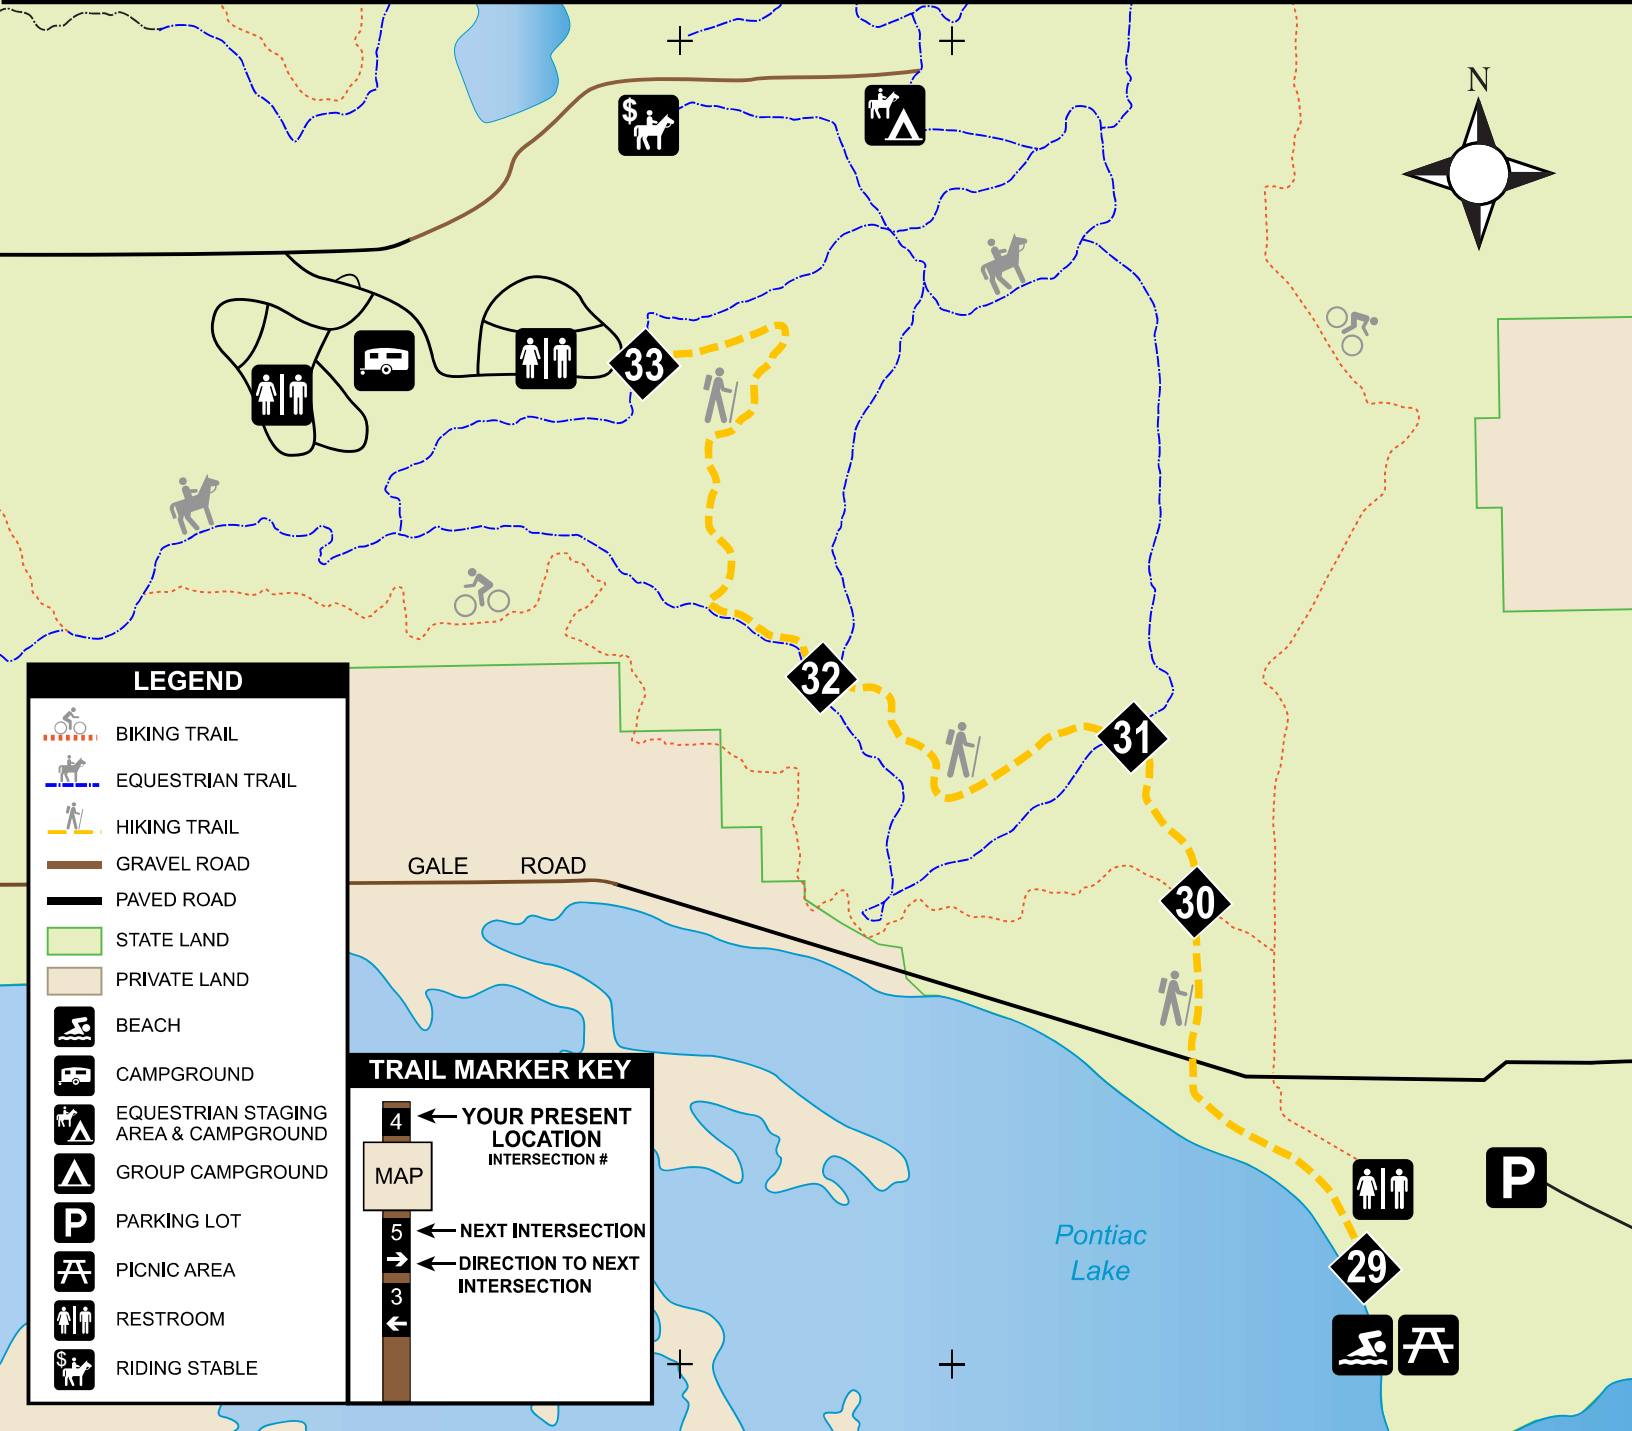 N
$
33
32
31
30
29
P
GALE ROAD
Pontiac
Lake
LEGEND
BIKING TRAIL
EQUESTRIAN TRAIL
HIKING TRAIL
GRAVEL ROAD
PAVED ROAD
STATE LAND
PRIVATE LAND
BEACH
CAMPGROUND
EQUESTRIAN STAGING
AREA & CAMPGROUND
GROUP CAMPGROUND
P PARKING LOT
PICNIC AREA
RESTROOM
$ RIDING STABLE
TRAIL MARKER KEY
4 YOUR PRESENT
LOCATION
INTERSECTION #
MAP
5 NEXT INTERSECTION
DIRECTION TO NEXT
INTERSECTION
3